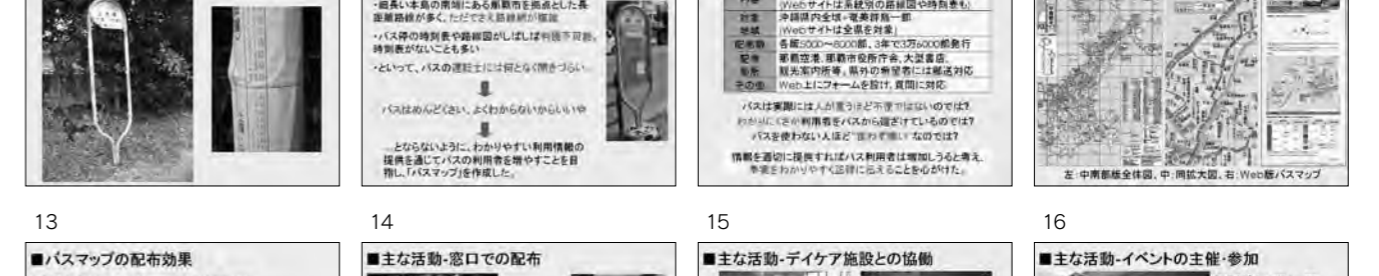 ・細長い本島の南端にある那覇市を拠点とした長
距離路線が多く、ただでさえ路線網が複雑
・バス停の時刻表や路線図がしばしば判読不可能。
時刻表がないことも多い
・といって、バスの運転士には何となく聞きづらい
バスはめんどくさい、よくわからないからいいや
…とならないように、わかりやすい利用情報の
提供を通じてバスの利用者を増やすことを目
指し、「バスマップ」を作成した。
(Webサイトは系統別の路線図や時刻表も)
対象 沖縄県内全域・奄美群島一部
地域 (Webサイトは全県を対象)
配布数 各版5000〜8000部、3年で3万6000部発行
配布 那覇空港、那覇市役所庁舎、大型書店、
場所 観光案内所等。県外の希望者には郵送対応
その他 Web上にフォームを設け、質問に対応
バスは実際には人が言うほど不便ではないのでは?
わかりにくさが利用者をバスから遠ざけているのでは?
バスを使わない人ほど"食わず嫌い"なのでは?
情報を適切に提供すればバス利用者は増加しうると考え、
事実をわかりやすく正確に伝えることを心がけた。
左:中南部版全体図、中:同拡大図、右:Web版バスマップ
13
14
15
16
■バスマップの配布効果
■主な活動-窓口での配布
■主な活動-デイケア施設との協働
■主な活動-イベントの主催・参加